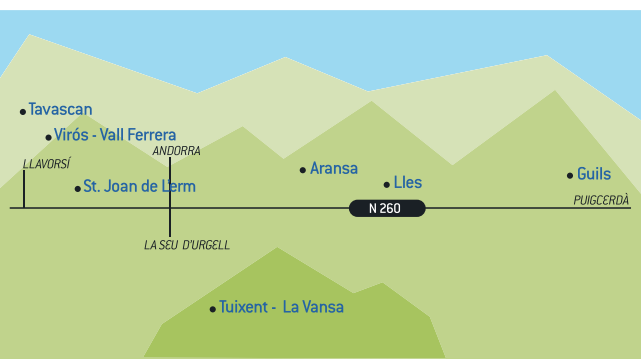 Tavascan
Virós - Vall Ferrera
ANDORRA
LLAVORSÍ
Aransa
Guils
Lles
St. Joan de Lerm
PUIGCERDÀ
N 260
LA SEU D'URGELL
Tuixent - La Vansa